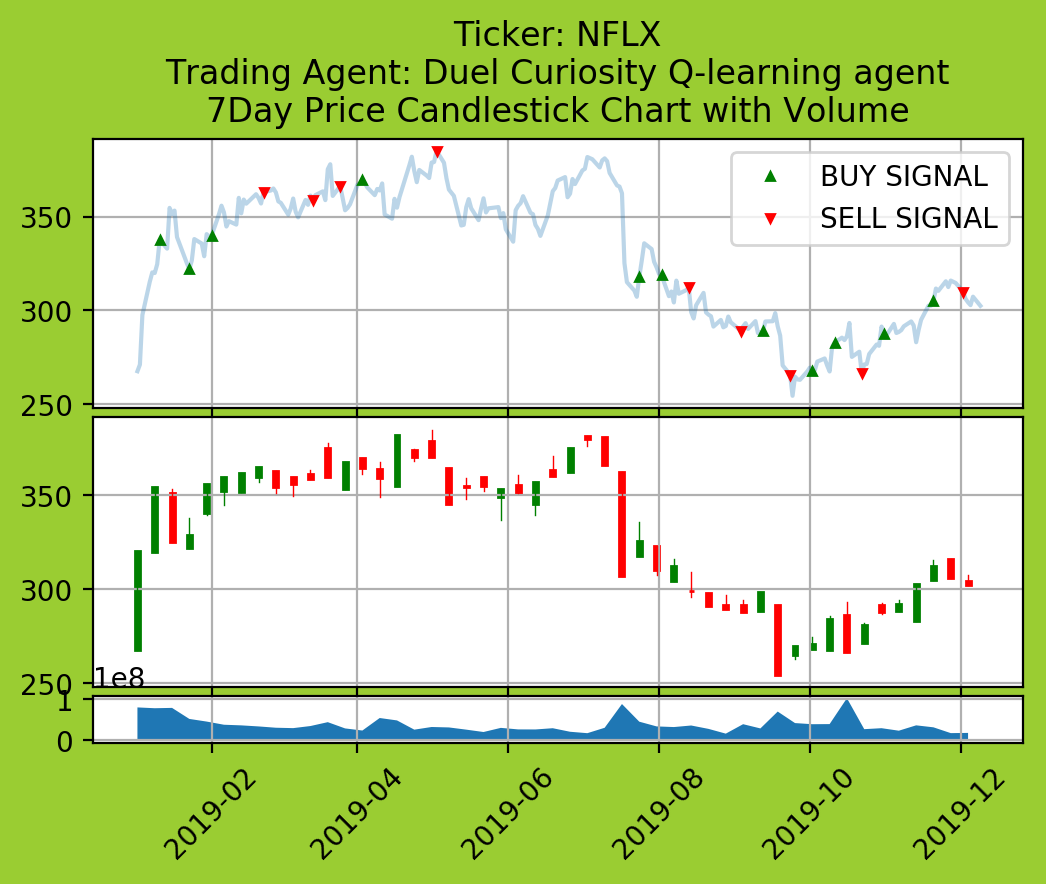 Ticker: NFLX
Trading Agent: Duel Curiosity Q-learning agent
7Day Price Candlestick Chart with Volume
BUY SIGNAL
SELL SIGNAL
350
300
250
350
300
250
1e8
1
0
2019-02
2019-04
2019-06
2019-08
2019-10
2019-12